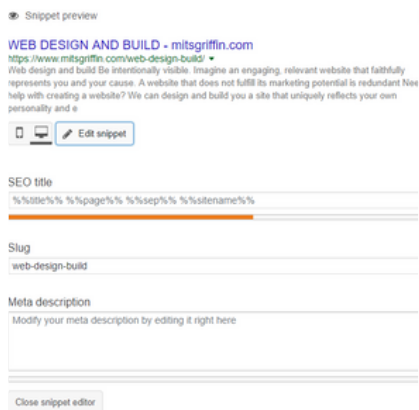 Snippet preview
WEB DESIGN AND BUILD - mitsgriffin.com
https://www.mitsgriffin.com/web-design-build/
Web design and build Be intentionally visible. Imagine an engaging, relevant website that faithfully
represents you and your cause. A website that does not fulfill its marketing potential is redundant Nee
help with creating a website? We can design and build you a site that uniquely reflects your own
personality and e
Edit snippet
SEO title
%%title%% %%page%% %%sep%% %%sitename%%
Slug
web-design-build
Meta description
Modify your meta description by editing it right here
Close snippet editor